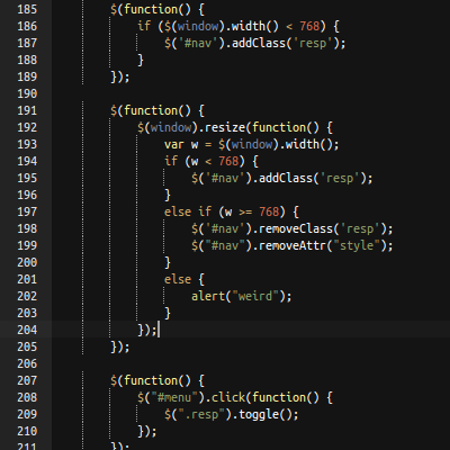 185 $(function() {
186 if ($(window).width() < 768) {
187 $('#nav').addClass('resp');
188 }
189 });
190
191 $(function() {
192 $(window).resize(function() {
193 var w = $(window).width();
194 if (w < 768) {
195 $('#nav').addClass('resp');
196 }
197 else if (w >= 768) {
198 $('#nav').removeClass('resp');
199 $("#nav").removeAttr("style");
200 }
201 else {
202 alert("weird");
203 }
204 });
205 });
206
207 $(function() {
208 $("#menu").click(function() {
209 $(".resp").toggle();
210 });
211 });